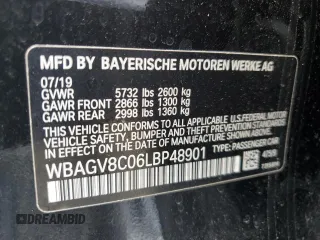 MFD BY BAYERISCHE MOTOREN WERKE AG
07/19
GVWR 5732 lbs 2600 kg
GAWR FRONT 2866 lbs 1300 kg
GAWR REAR 2998 lbs 1360 kg
THIS VEHICLE CONFORMS TO ALL APPLICABLE
FEDERAL MOTOR VEHICLE SAFETY, BUMPER,
AND THEFT PREVENTION STANDARDS IN EFFECT
ON THE DATE OF MANUFACTURE SHOWN ABOVE.
WBAGV8C06LBP48901 TYPE: PASSENGER CAR
DREAMBID